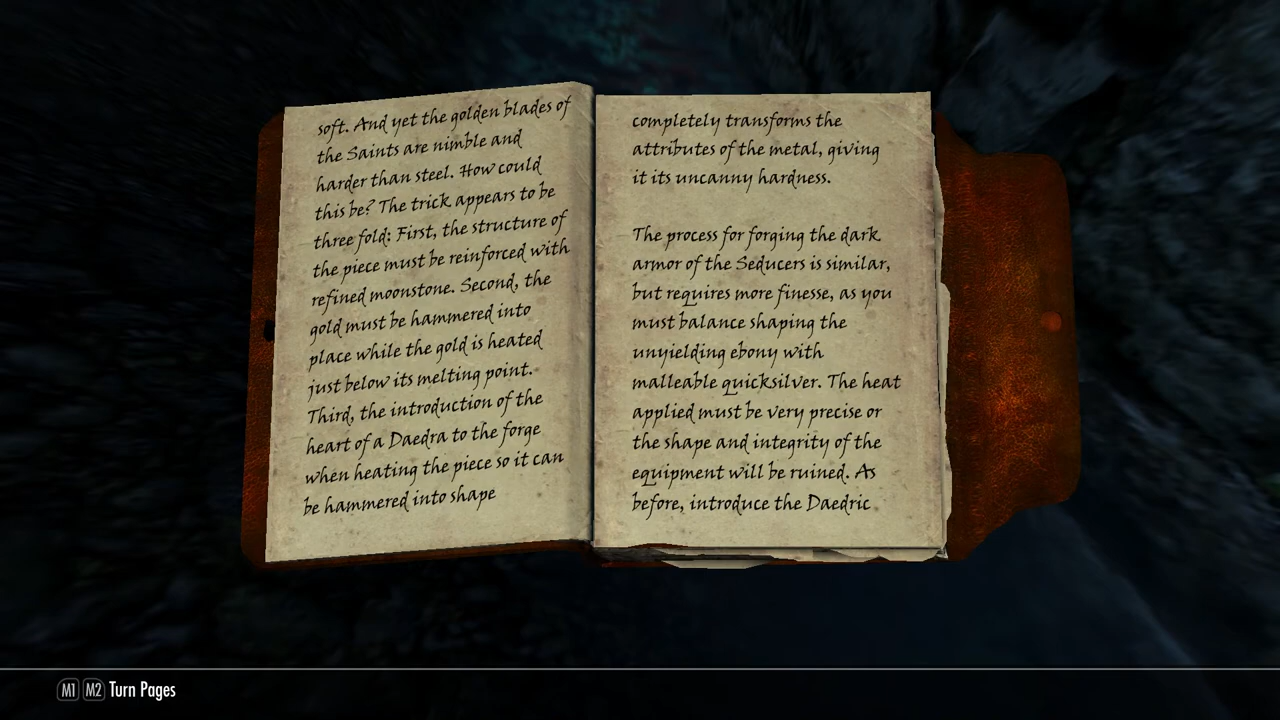 soft. And yet the golden blades of
the Saints are nimble and
harder than steel. How could
this be? The trick appears to be
three fold: First, the structure of
the piece must be reinforced with
refined moonstone. Second, the
gold must be hammered into
place while the gold is heated
just below its melting point.
Third, the introduction of the
heart of a Daedra to the forge
when heating the piece so it can
be hammered into shape
completely transforms the
attributes of the metal, giving
it its uncanny hardness.
The process for forging the dark
armor of the Seducers is similar,
but requires more finesse, as you
must balance shaping the
unyielding ebony with
malleable quicksilver. The heat
applied must be very precise or
the shape and integrity of the
equipment will be ruined. As
before, introduce the Daedric
M1 M2 Turn Pages